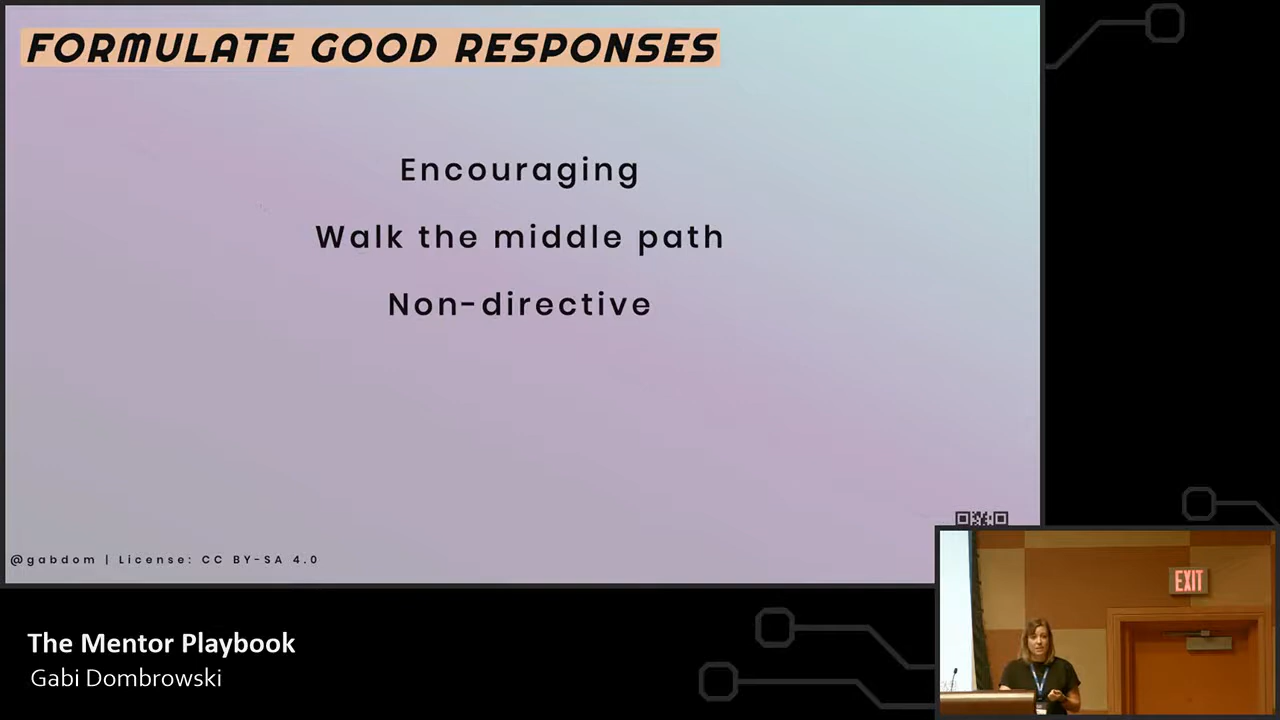 FORMULATE GOOD RESPONSES
Encouraging
Walk the middle path
Non-directive
@gabdom | License: CC BY-SA 4.0
EXIT
The Mentor Playbook
Gabi Dombrowski